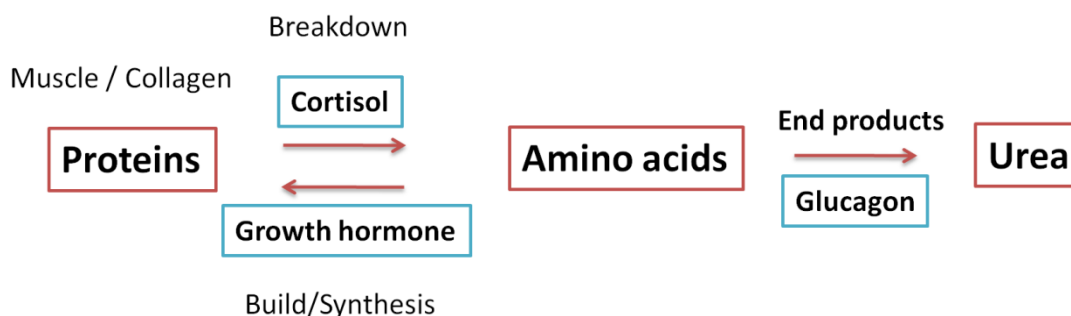 Breakdown
Muscle / Collagen
Cortisol
Proteins
Growth hormone
Build/Synthesis
Amino acids
End products
Glucagon
Urea